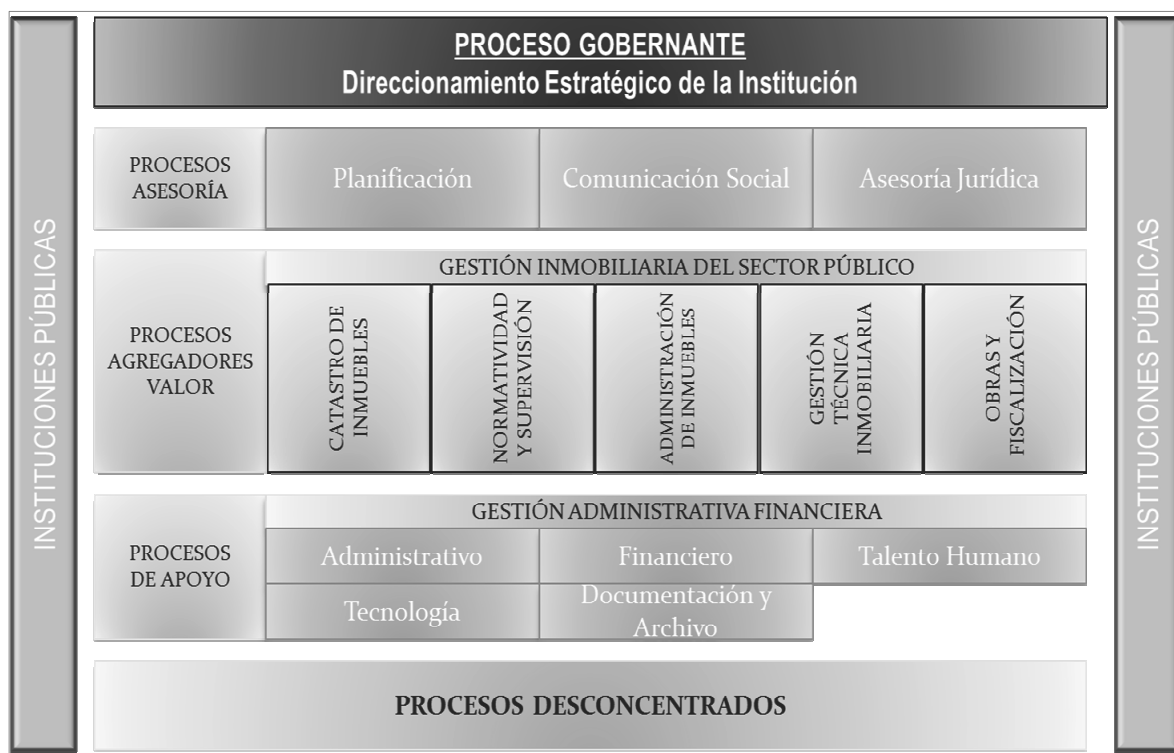 INSTITUCIONES PÚBLICAS
PROCESO GOBERNANTE
Direccionamiento Estratégico de la Institución
PROCESOS
ASESORÍA
Planificación
Comunicación Social
Asesoría Jurídica
PROCESOS
AGREGADORES
VALOR
GESTIÓN INMOBILIARIA DEL SECTOR PÚBLICO
CATASTRO DE
INMUEBLES
NORMATIVIDAD
Y SUPERVISIÓN
ADMINISTRACIÓN
DE INMUEBLES
GESTIÓN
TÉCNICA
INMOBILIARIA
OBRAS Y
FISCALIZACIÓN
PROCESOS
DE APOYO
GESTIÓN ADMINISTRATIVA FINANCIERA
Administrativo
Financiero
Talento Humano
Tecnología
Documentación y
Archivo
PROCESOS DESCONCENTRADOS
INSTITUCIONES PÚBLICAS